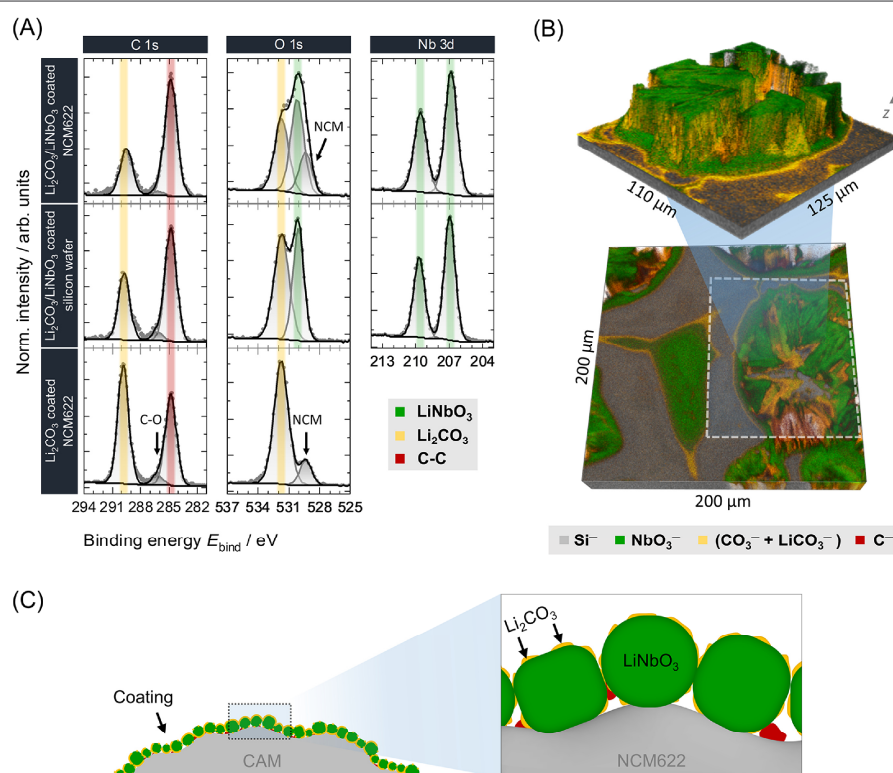 (A)
C 1s
O 1s
Nb 3d
Norm. intensity / arb. units
Li₂CO₃/LiNbO₃ coated
NCM622
Li₂CO₃/LiNbO₃ coated
silicon wafer
Li₂CO₃ coated
NCM622
NCM
C-O
NCM
213 210 207 204
294 291 288 285 282
537 534 531 528 525
LiNbO₃
Li₂CO₃
C-C
Binding energy E_bind / eV
(B)
z
110 µm
125 µm
200 µm
200 µm
Si⁻
NbO₃⁻
(CO₃⁻ + LiCO₃⁻)
C⁻
(C)
Coating
CAM
Li₂CO₃
LiNbO₃
NCM622